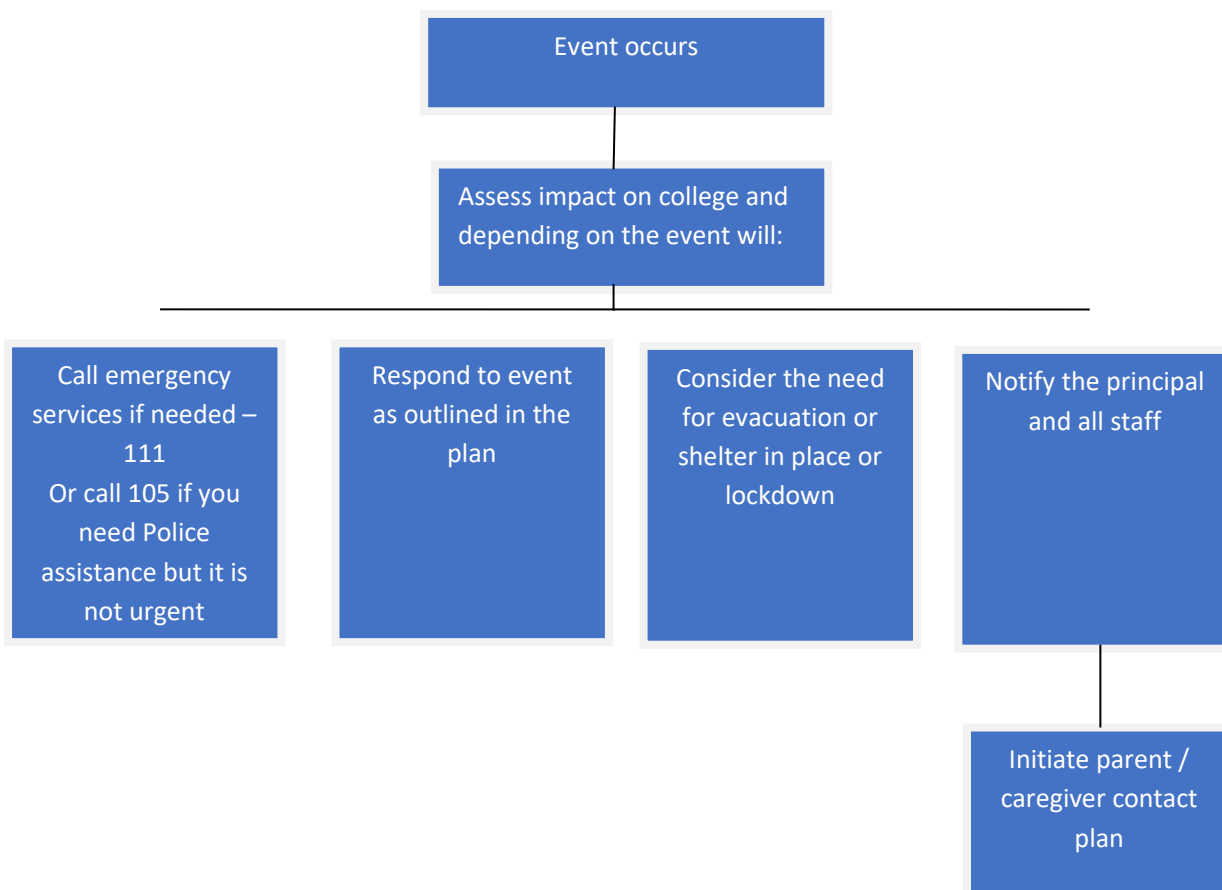 Event occurs
Assess impact on college and
depending on the event will:
Call emergency
services if needed –
111
Or call 105 if you
need Police
assistance but it is
not urgent
Respond to event
as outlined in the
plan
Consider the need
for evacuation or
shelter in place or
lockdown
Notify the principal
and all staff
Initiate parent /
caregiver contact
plan